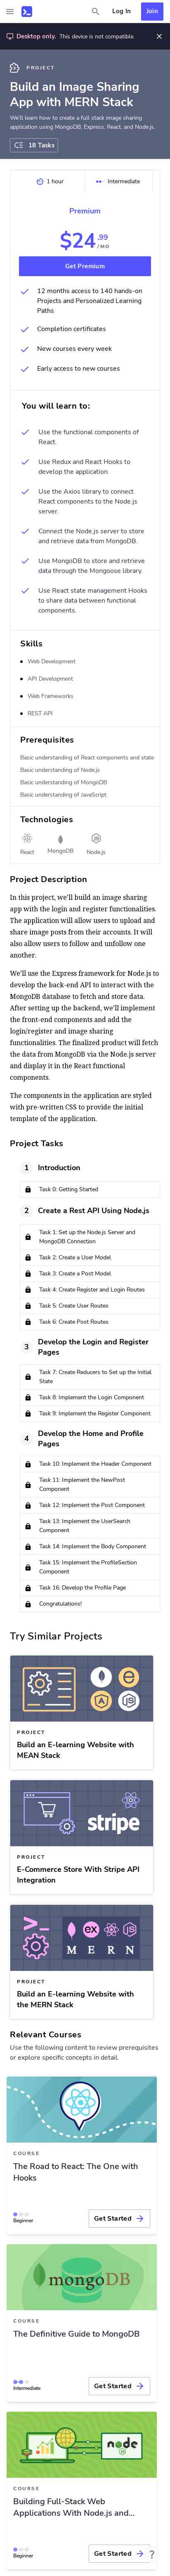 Log In
Join
Desktop only. This device is not compatible.
PROJECT
Build an Image Sharing
App with MERN Stack
We'll learn how to create a full stack image sharing
application using MongoDB, Express, React, and Node.js.
18 Tasks
1 hour
Intermediate
Premium
$24.99
/ MO
Get Premium
12 months access to 140 hands-on
Projects and Personalized Learning
Paths
Completion certificates
New courses every week
Early access to new courses
You will learn to:
Use the functional components of
React.
Use Redux and React Hooks to
develop the application.
Use the Axios library to connect
React components to the Node.js
server.
Connect the Node.js server to store
and retrieve data from MongoDB.
Use MongoDB to store and retrieve
data through the Mongoose library.
Use React state management Hooks
to share data between functional
components.
Skills
Web Development
API Development
Web Frameworks
REST API
Prerequisites
Basic understanding of React components and state
Basic understanding of Node.js
Basic understanding of MongoDB
Basic understanding of JavaScript
Technologies
React
MongoDB
Node.js
Project Description
In this project, we'll build an image sharing
app with the login and register functionalities.
The application will allow users to upload and
share image posts from their accounts. It will
also allow users to follow and unfollow one
another.
We'll use the Express framework for Node.js to
develop the back-end API to interact with the
MongoDB database to fetch and store data.
After setting up the backend, we'll implement
the front-end components and add the
login/register and image sharing
functionalities. The finalized product will fetch
the data from MongoDB via the Node.js server
and display it in the React functional
components.
The components in the application are styled
with pre-written CSS to provide the initial
template of the application.
Project Tasks
1 Introduction
Task 0: Getting Started
2 Create a Rest API Using Node.js
Task 1: Set up the Node.js Server and
MongoDB Connection
Task 2: Create a User Model
Task 3: Create a Post Model
Task 4: Create Register and Login Routes
Task 5: Create User Routes
Task 6: Create Post Routes
3 Develop the Login and Register
Pages
Task 7: Create Reducers to Set up the Initial
State
Task 8: Implement the Login Component
Task 9: Implement the Register Component
4 Develop the Home and Profile
Pages
Task 10: Implement the Header Component
Task 11: Implement the NewPost
Component
Task 12: Implement the Post Component
Task 13: Implement the UserSearch
Component
Task 14: Implement the Body Component
Task 15: Implement the ProfileSection
Component
Task 16: Develop the Profile Page
Congratulations!
Try Similar Projects
PROJECT
Build an E-learning Website with
MEAN Stack
stripe
PROJECT
E-Commerce Store With Stripe API
Integration
ex
JS
M E R N
PROJECT
Build an E-learning Website with
the MERN Stack
Relevant Courses
Use the following content to review prerequisites
or explore specific concepts in detail.
COURSE
The Road to React: The One with
Hooks
Beginner
Get Started
mongoDB
COURSE
The Definitive Guide to MongoDB
Intermediate
Get Started
node
COURSE
Building Full-Stack Web
Applications With Node.js and...
Beginner
Get Started
?